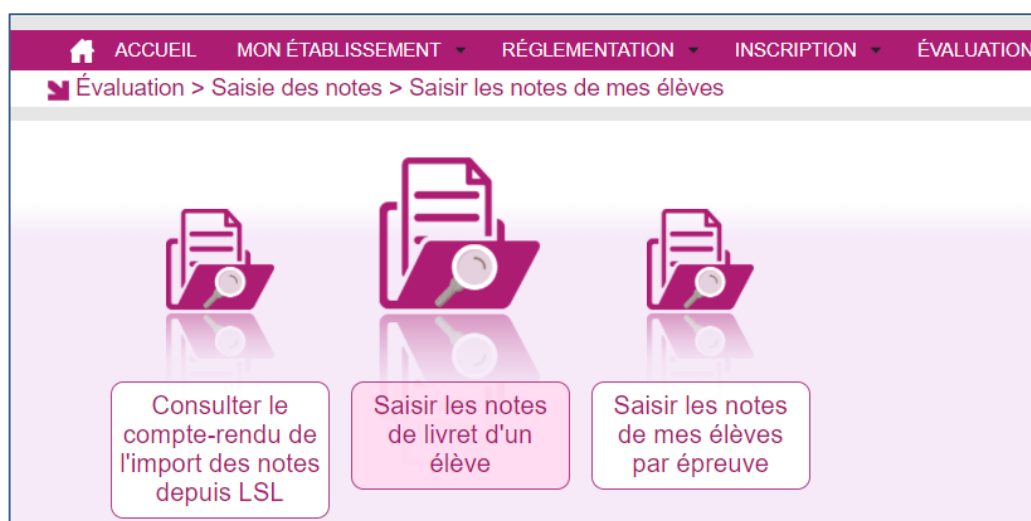 ACCUEIL MON ÉTABLISSEMENT RÉGLEMENTATION INSCRIPTION ÉVALUATION
Évaluation > Saisie des notes > Saisir les notes de mes élèves
Consulter le
compte-rendu de
l'import des notes
depuis LSL
Saisir les notes
de livret d'un
élève
Saisir les notes
de mes élèves
par épreuve